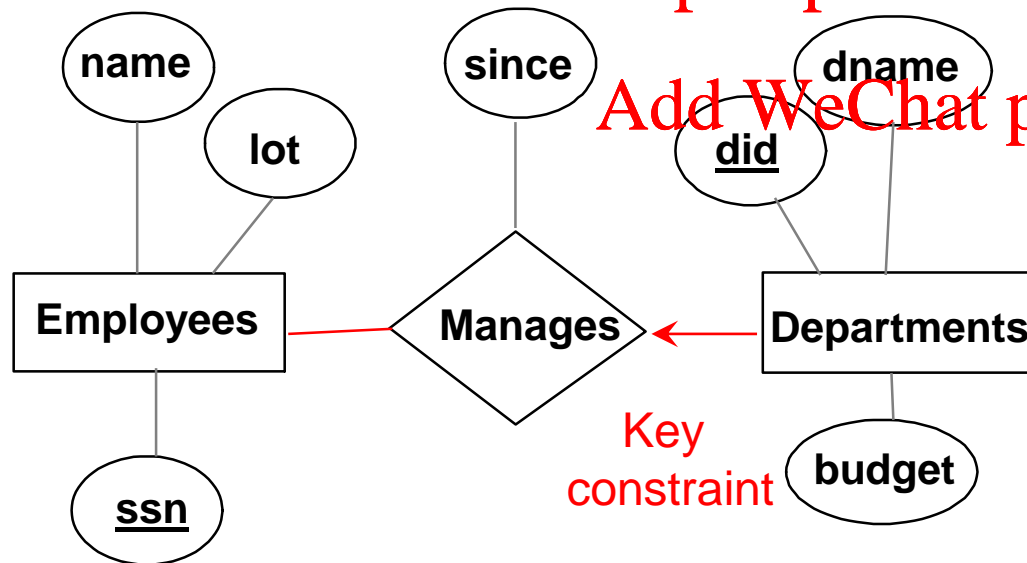 name
since
dname
Add WeChat p
lot
did
Employees
Manages
Departments
Key
constraint
budget
ssn